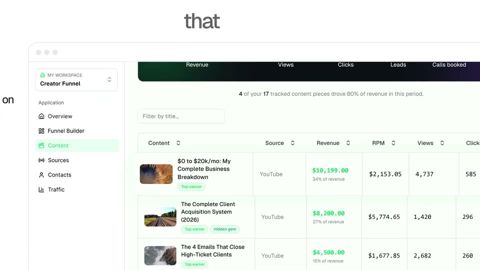 that
on
MY WORKSPACE
Creator Funnel
Application
Overview
Funnel Builder
Content
Sources
Contacts
Traffic
Revenue Views Clicks Leads Calls booked
4 of your 17 tracked content pieces drove 80% of revenue in this period.
Filter by title...
Content Source Revenue RPM Views Click
$0 to $20k/mo: My
Complete Business
Breakdown
Top earner
YouTube
$10,199.00
34% of revenue
$2,153.05
4,737
585
The Complete Client
Acquisition System
(2026)
Top earner Hidden gem
YouTube
$8,200.00
27% of revenue
$5,774.65
1,420
296
The 4 Emails That Close
High-Ticket Clients
Top earner
YouTube
$4,500.00
15% of revenue
$1,677.85
2,682
260